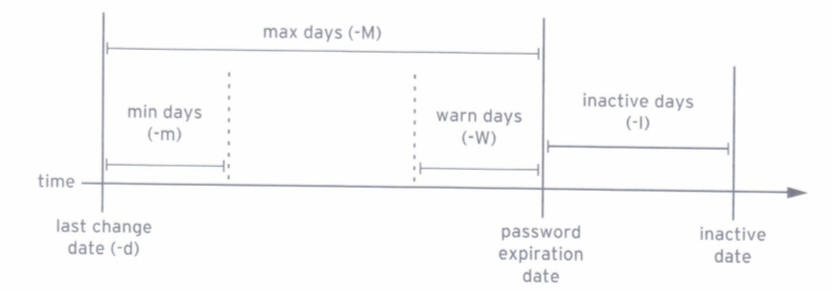 max days (-M)
min days
(-m)
warn days
(-W)
inactive days
(-I)
time
last change
date (-d)
password
expiration
date
inactive
date